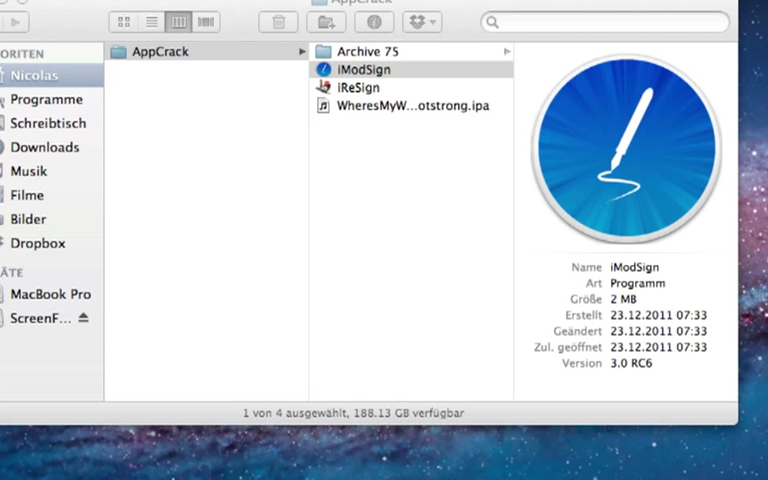 AppCrack
FORITEN
Nicolas
Programme
Schreibtisch
Downloads
Musik
Filme
Bilder
Dropbox
ÄTE
MacBook Pro
ScreenF...
AppCrack
Archive 75
iModSign
iReSign
WheresMyW...otstrong.ipa
Name iModSign
Art Programm
Größe 2 MB
Erstellt 23.12.2011 07:33
Geändert 23.12.2011 07:33
Zul. geöffnet 23.12.2011 07:33
Version 3.0 RC6
1 von 4 ausgewählt, 188.13 GB verfügbar